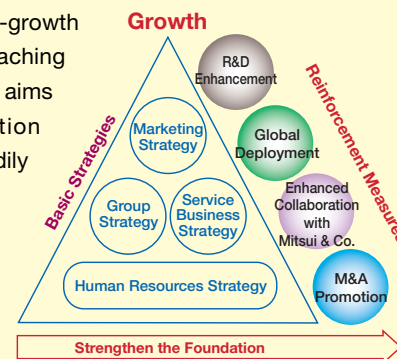 -growth
aching
aims
tion
dily
Growth
Basic Strategies
Marketing
Strategy
Group
Strategy
Service
Business
Strategy
Human Resources Strategy
R&D
Enhancement
Global
Deployment
Enhanced
Collaboration
with
Mitsui & Co.
M&A
Promotion
Reinforcement Measures
Strengthen the Foundation